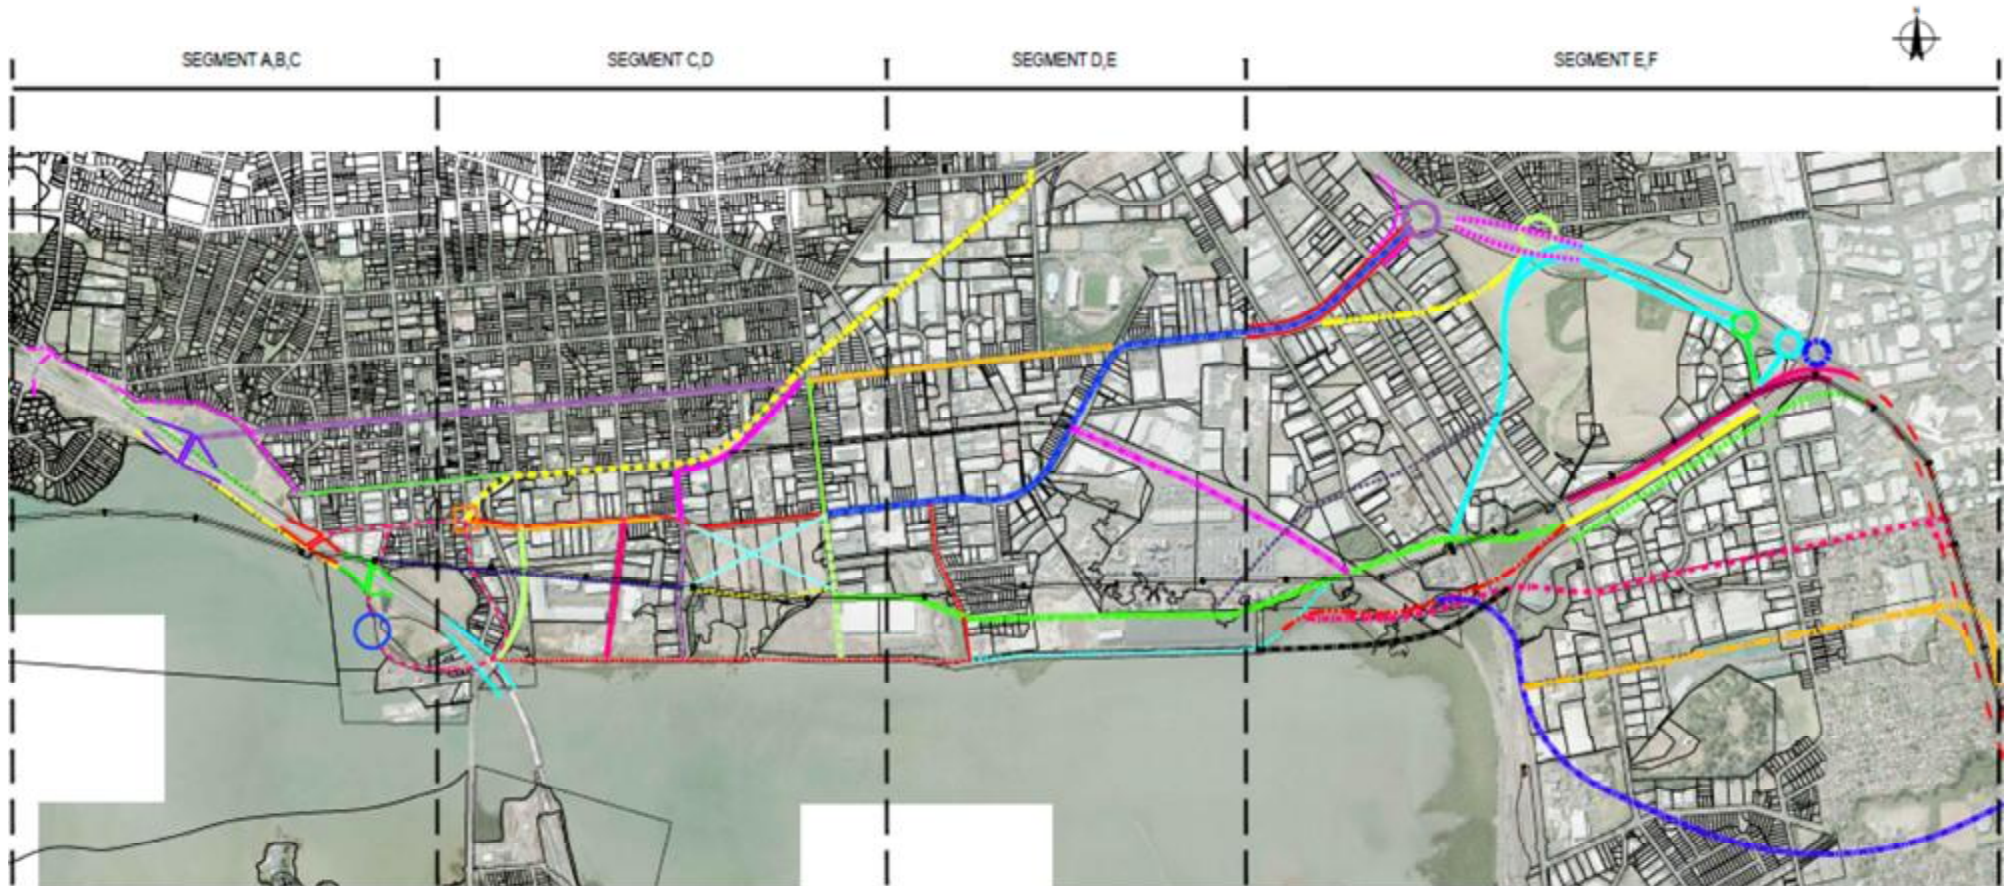 SEGMENT A,B,C
SEGMENT C,D
SEGMENT D,E
SEGMENT E,F